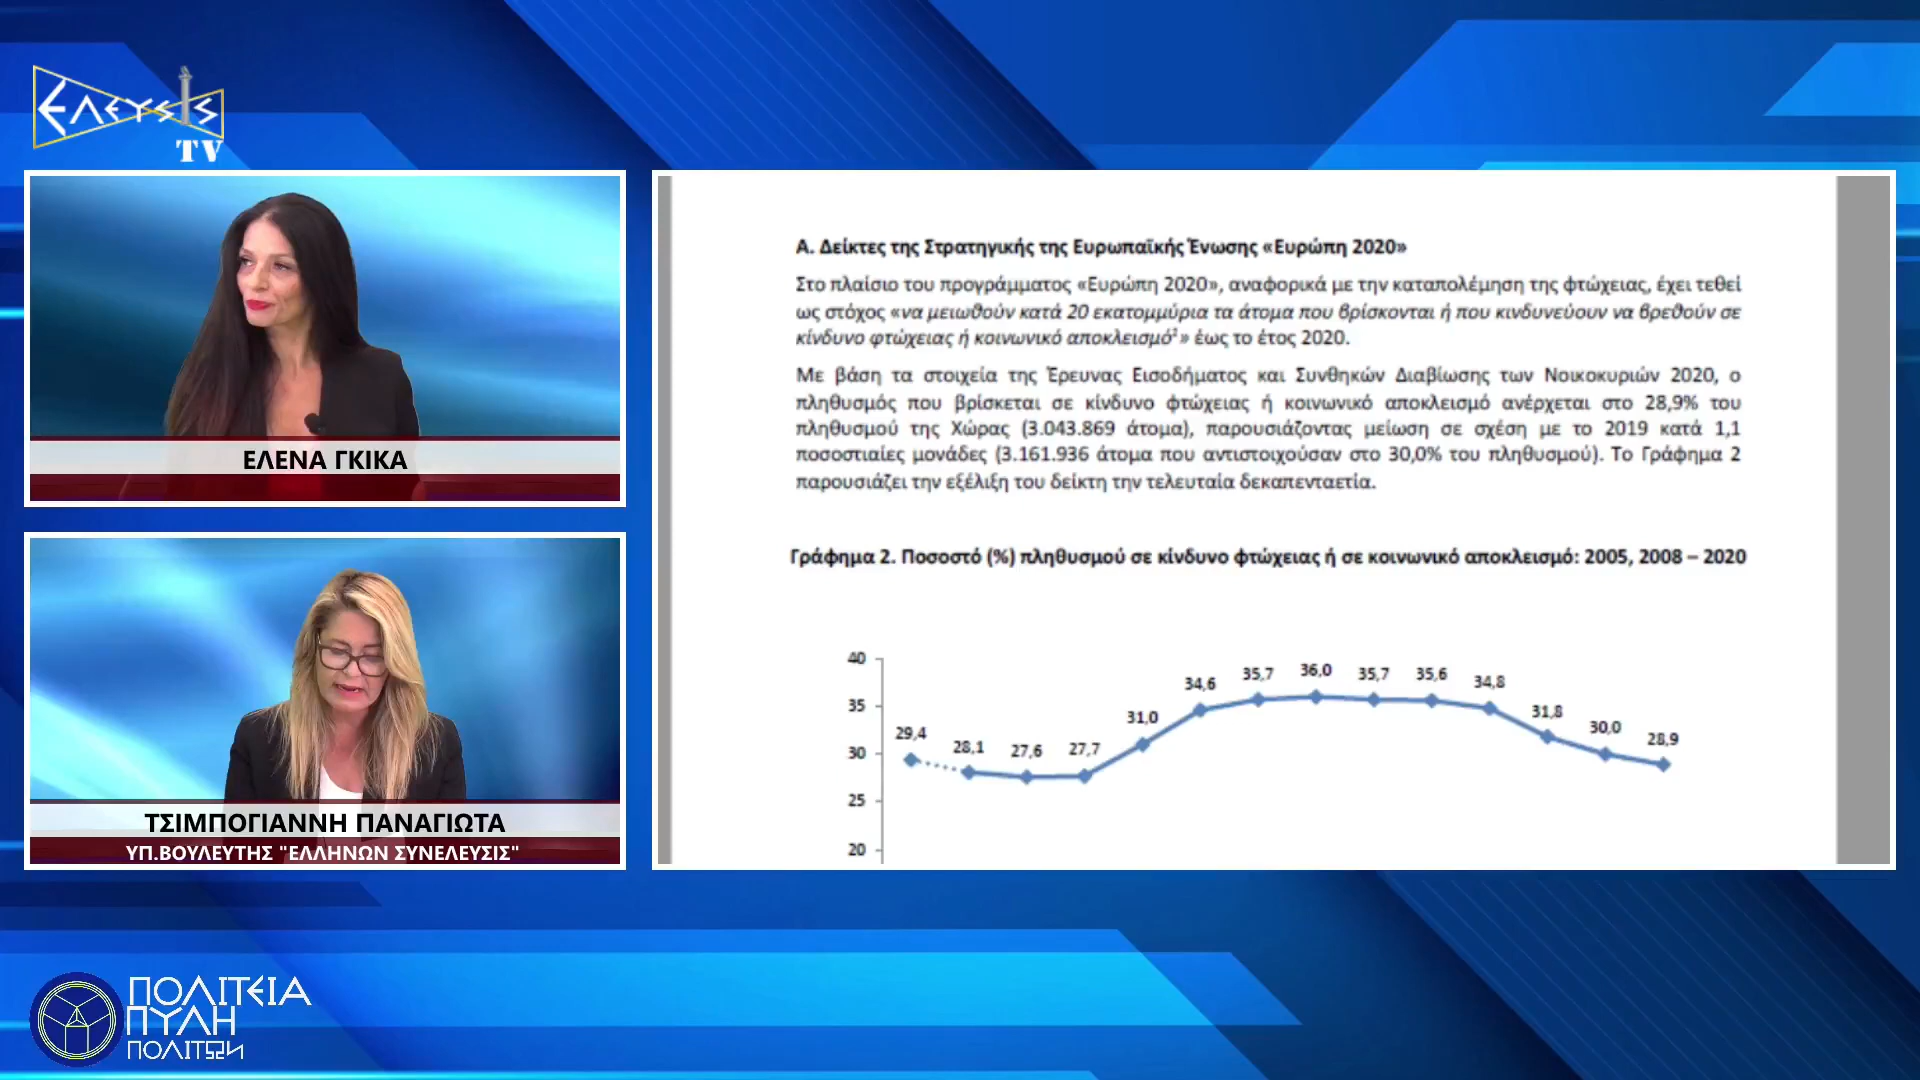 ΕΛΕΥSIS
TV
ΕΛΕΝΑ ΓΚΙΚΑ
ΤΣΙΜΠΟΓΙΑΝΝΗ ΠΑΝΑΓΙΩΤΑ
ΥΠ.ΒΟΥΛΕΥΤΗΣ "ΕΛΛΗΝΩΝ ΣΥΝΕΛΕΥΣΙΣ"
Α. Δείκτες της Στρατηγικής της Ευρωπαϊκής Ένωσης «Ευρώπη 2020»
Στο πλαίσιο του προγράμματος «Ευρώπη 2020», αναφορικά με την καταπολέμηση της φτώχειας, έχει τεθεί
ως στόχος «να μειωθούν κατά 20 εκατομμύρια τα άτομα που βρίσκονται ή που κινδυνεύουν να βρεθούν σε
κίνδυνο φτώχειας ή κοινωνικό αποκλεισμό²» έως το έτος 2020.
Με βάση τα στοιχεία της Έρευνας Εισοδήματος και Συνθηκών Διαβίωσης των Νοικοκυριών 2020, ο
πληθυσμός που βρίσκεται σε κίνδυνο φτώχειας ή κοινωνικό αποκλεισμό ανέρχεται στο 28,9% του
πληθυσμού της Χώρας (3.043.869 άτομα), παρουσιάζοντας μείωση σε σχέση με το 2019 κατά 1,1
ποσοστιαίες μονάδες (3.161.936 άτομα που αντιστοιχούσαν στο 30,0% του πληθυσμού). Το Γράφημα 2
παρουσιάζει την εξέλιξη του δείκτη την τελευταία δεκαπενταετία.
Γράφημα 2. Ποσοστό (%) πληθυσμού σε κίνδυνο φτώχειας ή σε κοινωνικό αποκλεισμό: 2005, 2008 – 2020
40
35
30
25
20
29,4 28,1 27,6 27,7 31,0 34,6 35,7 36,0 35,7 35,6 34,8 31,8 30,0 28,9
ΠΟΛΙΤΕΙΑ
ΠΥΛΗ
ΠΟΛΙΤΩΝ